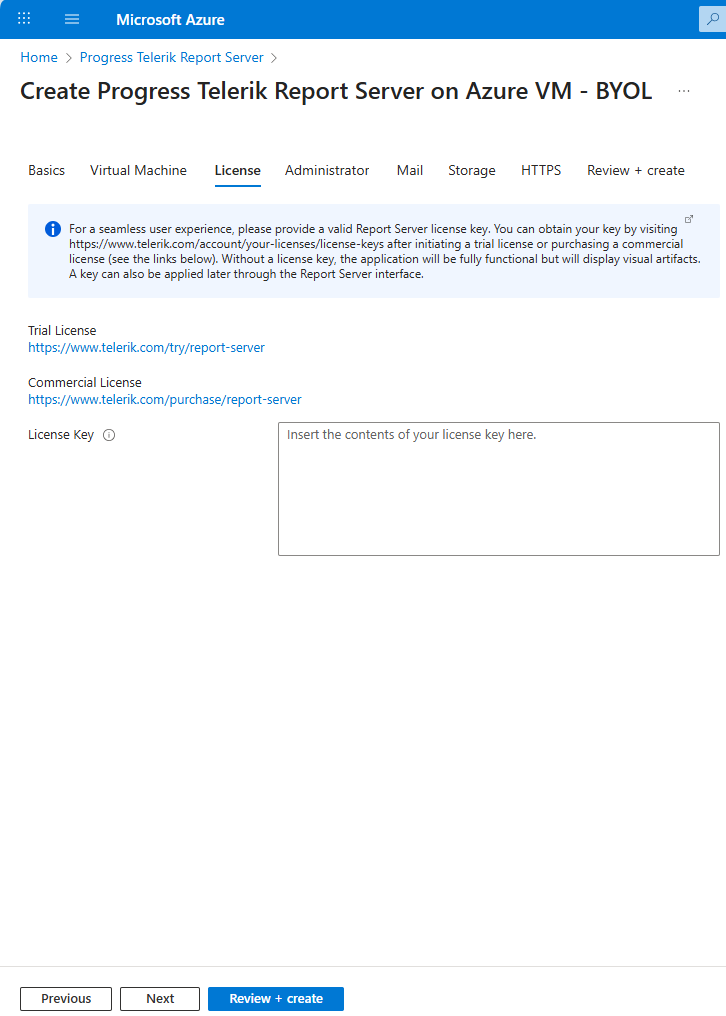 Microsoft Azure
Home > Progress Telerik Report Server >
Create Progress Telerik Report Server on Azure VM - BYOL ...
Basics Virtual Machine License Administrator Mail Storage HTTPS Review + create
For a seamless user experience, please provide a valid Report Server license key. You can obtain your key by visiting
https://www.telerik.com/account/your-licenses/license-keys after initiating a trial license or purchasing a commercial
license (see the links below). Without a license key, the application will be fully functional but will display visual artifacts.
A key can also be applied later through the Report Server interface.
Trial License
https://www.telerik.com/try/report-server
Commercial License
https://www.telerik.com/purchase/report-server
License Key
Insert the contents of your license key here.
Previous Next Review + create